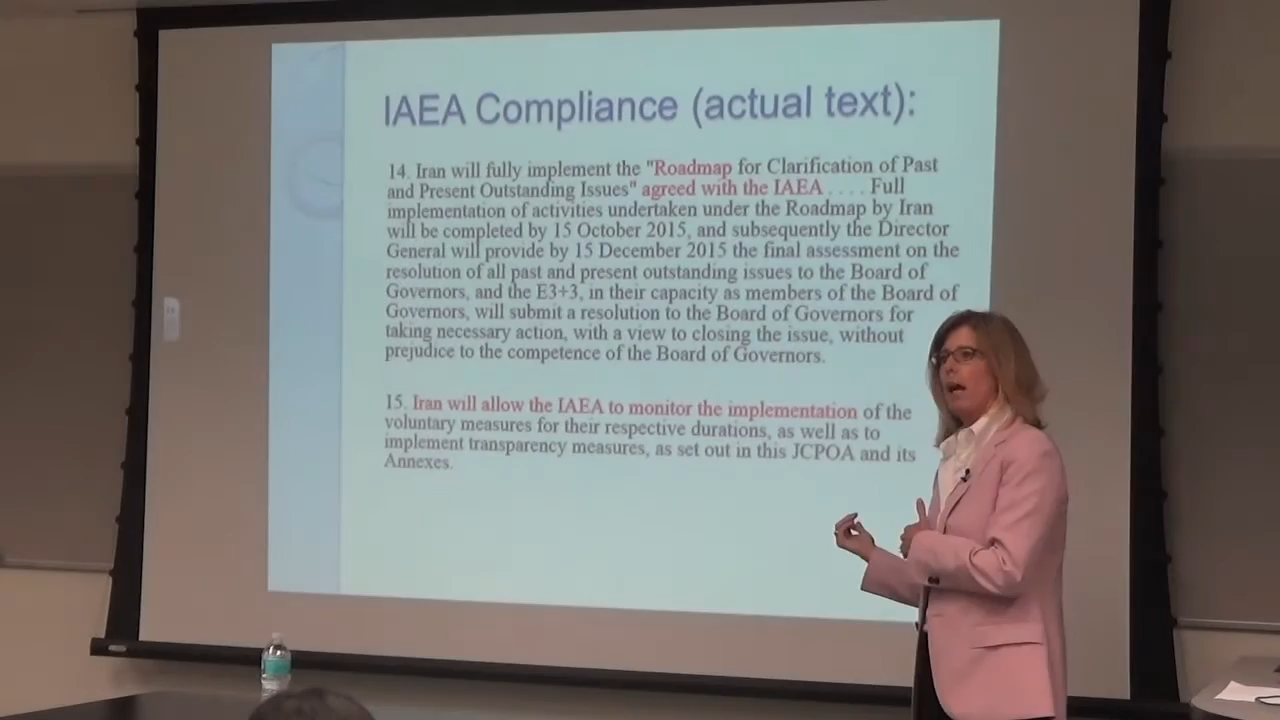 IAEA Compliance (actual text):
14. Iran will fully implement the "Roadmap for Clarification of Past
and Present Outstanding Issues" agreed with the IAEA . . . . Full
implementation of activities undertaken under the Roadmap by Iran
will be completed by 15 October 2015, and subsequently the Director
General will provide by 15 December 2015 the final assessment on the
resolution of all past and present outstanding issues to the Board of
Governors, and the E3+3, in their capacity as members of the Board of
Governors, will submit a resolution to the Board of Governors for
taking necessary action, with a view to closing the issue, without
prejudice to the competence of the Board of Governors.
15. Iran will allow the IAEA to monitor the implementation of the
voluntary measures for their respective durations, as well as to
implement transparency measures, as set out in this JCPOA and its
Annexes.